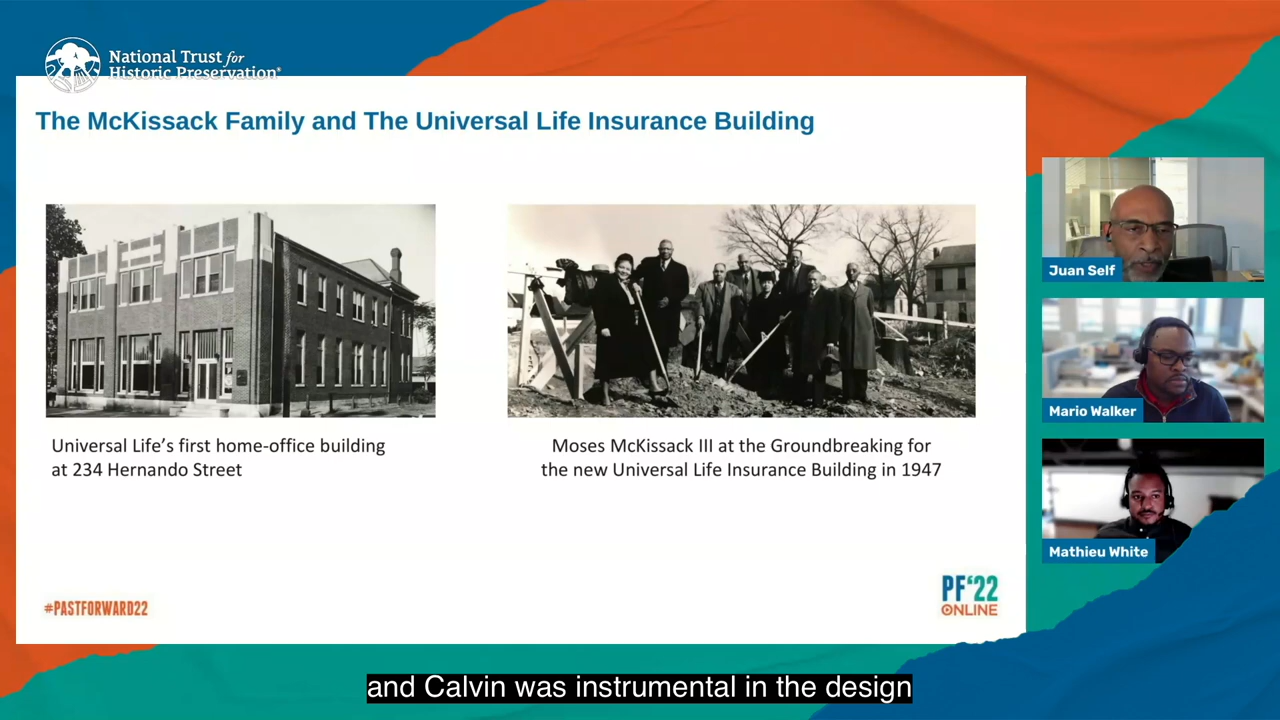 National Trust for
Historic Preservation®
The McKissack Family and The Universal Life Insurance Building
Universal Life’s first home-office building
at 234 Hernando Street
Moses McKissack III at the Groundbreaking for
the new Universal Life Insurance Building in 1947
#PASTFORWARD22
PF‘22
ONLINE
Juan Self
Mario Walker
Mathieu White
and Calvin was instrumental in the design